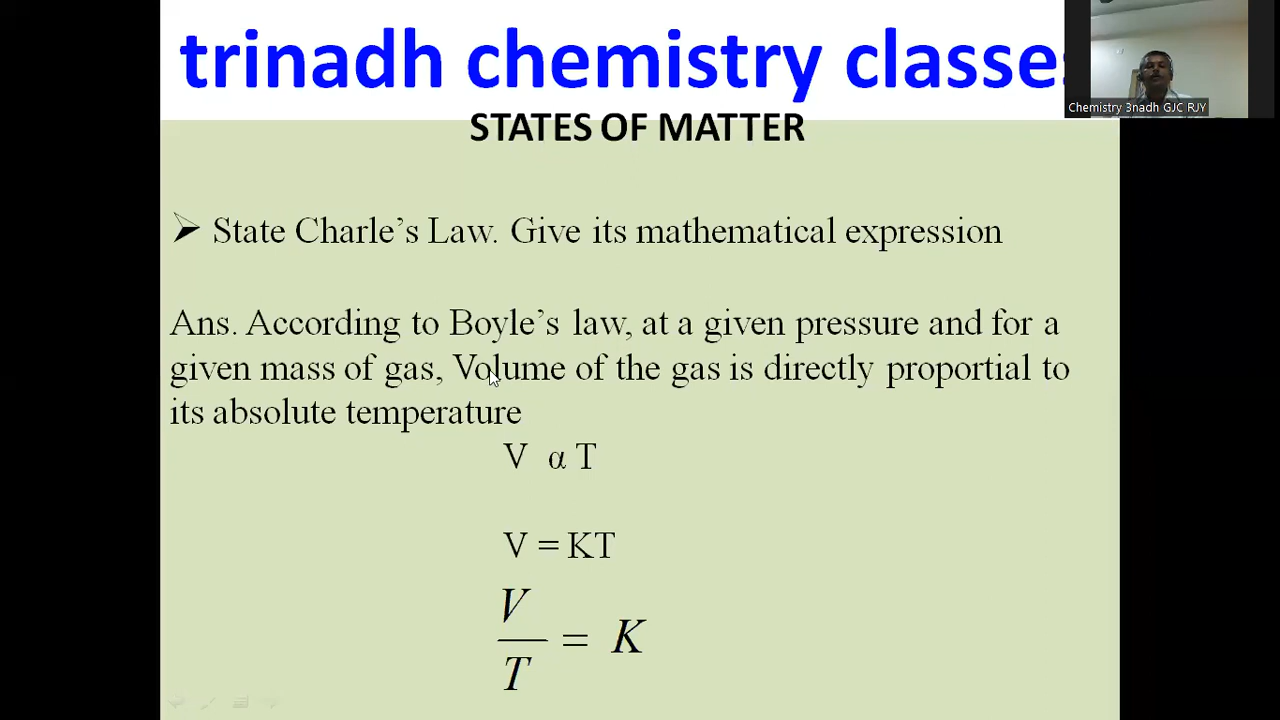 trinadh chemistry classes
Chemistry 3nadh GJC RJY
STATES OF MATTER
➢ State Charle’s Law. Give its mathematical expression
Ans. According to Boyle’s law, at a given pressure and for a
given mass of gas, Volume of the gas is directly proportial to
its absolute temperature
V α T
V = KT
V
= K
T